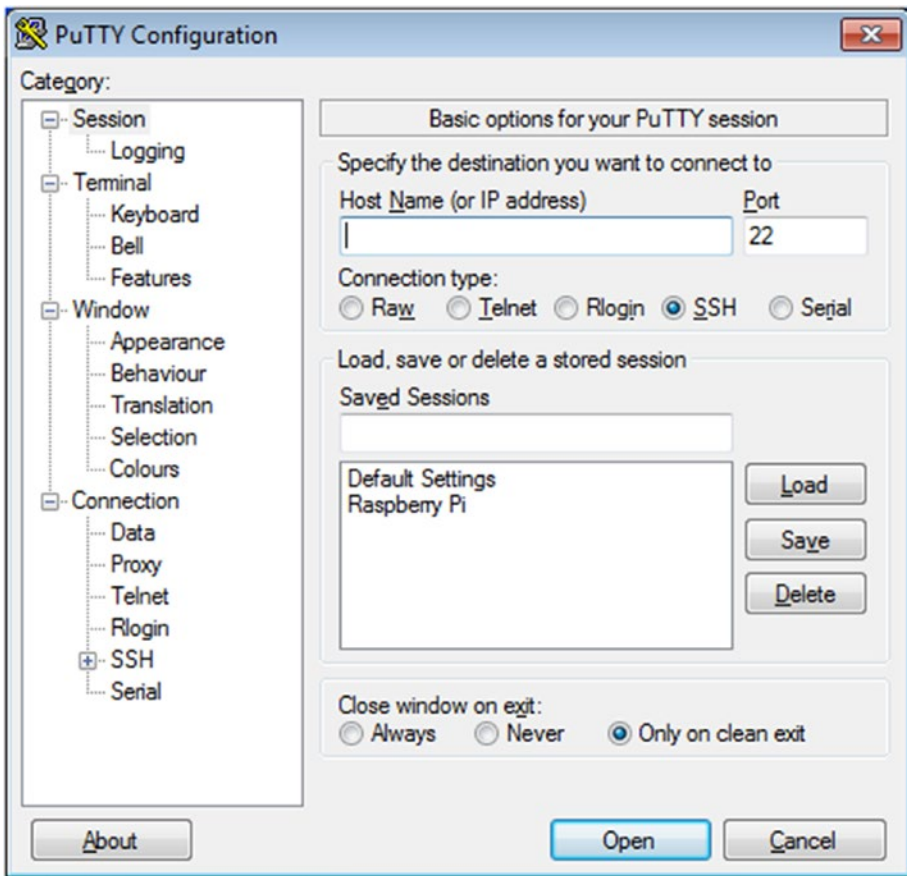 PuTTY Configuration
Category:
Session
Logging
Terminal
Keyboard
Bell
Features
Window
Appearance
Behaviour
Translation
Selection
Colours
Connection
Data
Proxy
Telnet
Rlogin
SSH
Serial
Basic options for your PuTTY session
Specify the destination you want to connect to
Host Name (or IP address) Port
22
Connection type:
Raw Telnet Rlogin SSH Serial
Load, save or delete a stored session
Saved Sessions
Default Settings
Raspberry Pi
Load
Save
Delete
Close window on exit:
Always Never Only on clean exit
About Open Cancel